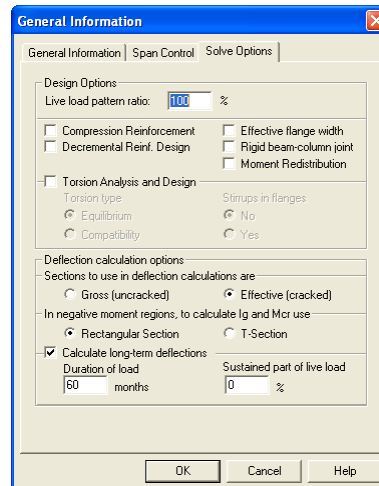 General Information
General Information Span Control Solve Options
Design Options
Live load pattern ratio: 100 %
Compression Reinforcement Effective flange width
Decremental Reinf. Design Rigid beam-column joint
Moment Redistribution
Torsion Analysis and Design
Torsion type Stirrups in flanges
Equilibrium No
Compatibility Yes
Deflection calculation options
Sections to use in deflection calculations are
Gross (uncracked) Effective (cracked)
In negative moment regions, to calculate Ig and Mcr use
Rectangular Section T-Section
Calculate long-term deflections
Duration of load Sustained part of live load
60 months 0 %
OK Cancel Help